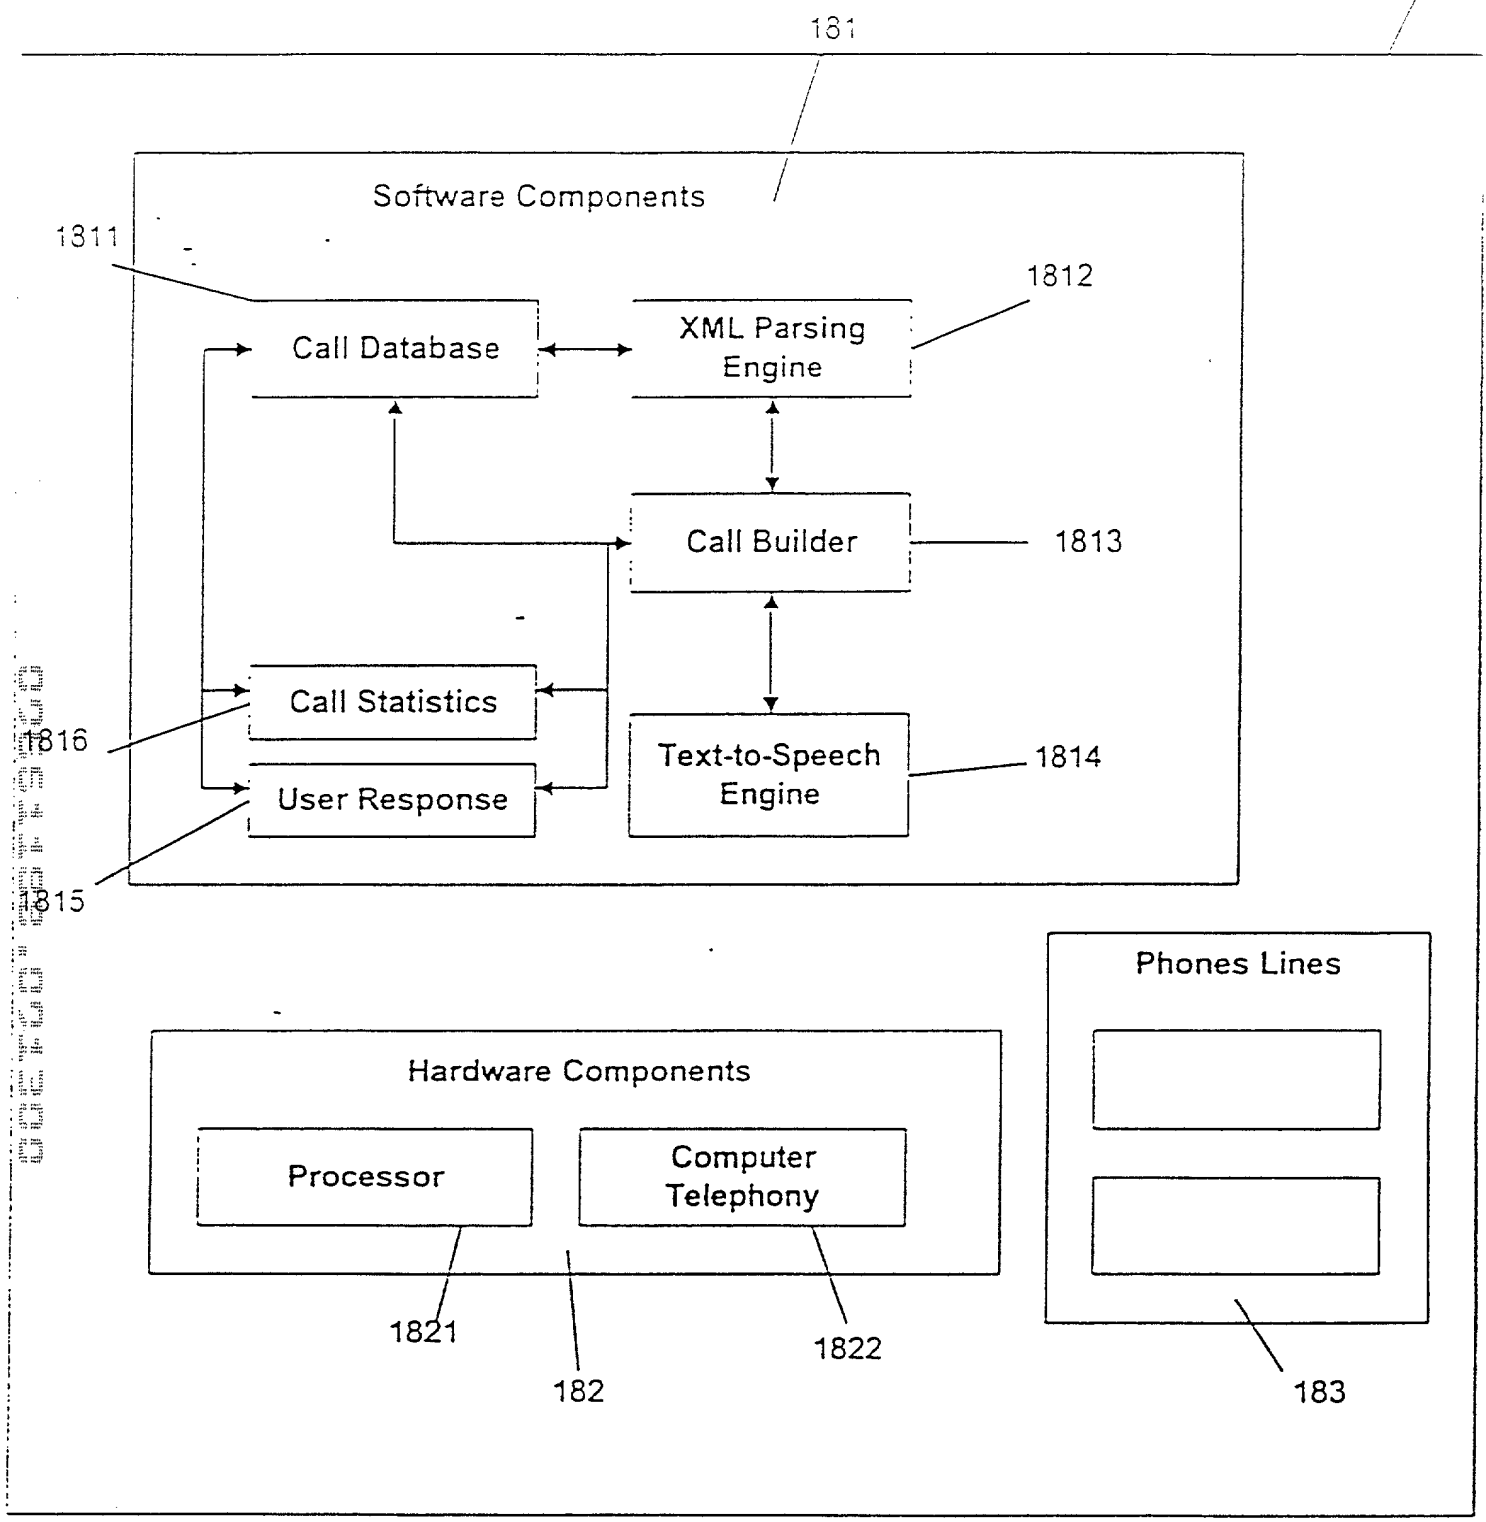 181
Software Components
1811
1812
Call Database
XML Parsing
Engine
Call Builder
1813
Call Statistics
1816
Text-to-Speech
Engine
1814
User Response
1815
Phones Lines
Hardware Components
Processor
Computer
Telephony
1821
1822
182
183